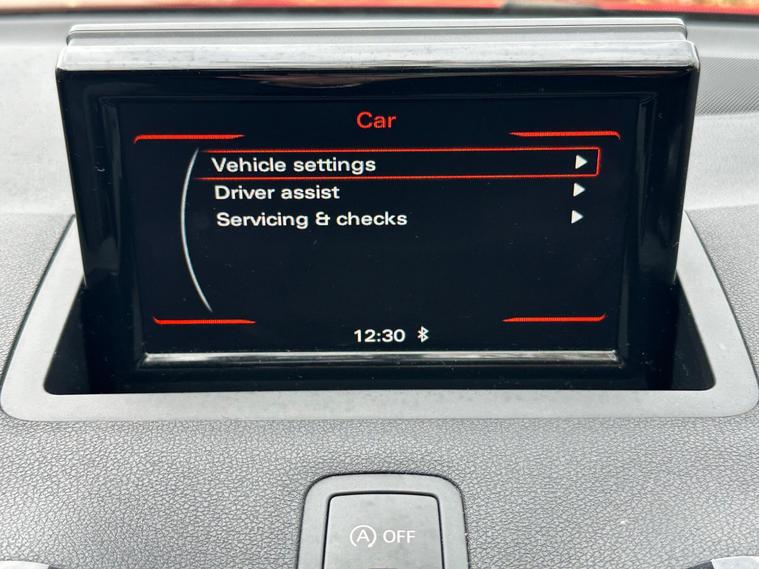 Car
Vehicle settings
Driver assist
Servicing & checks
12:30
A OFF